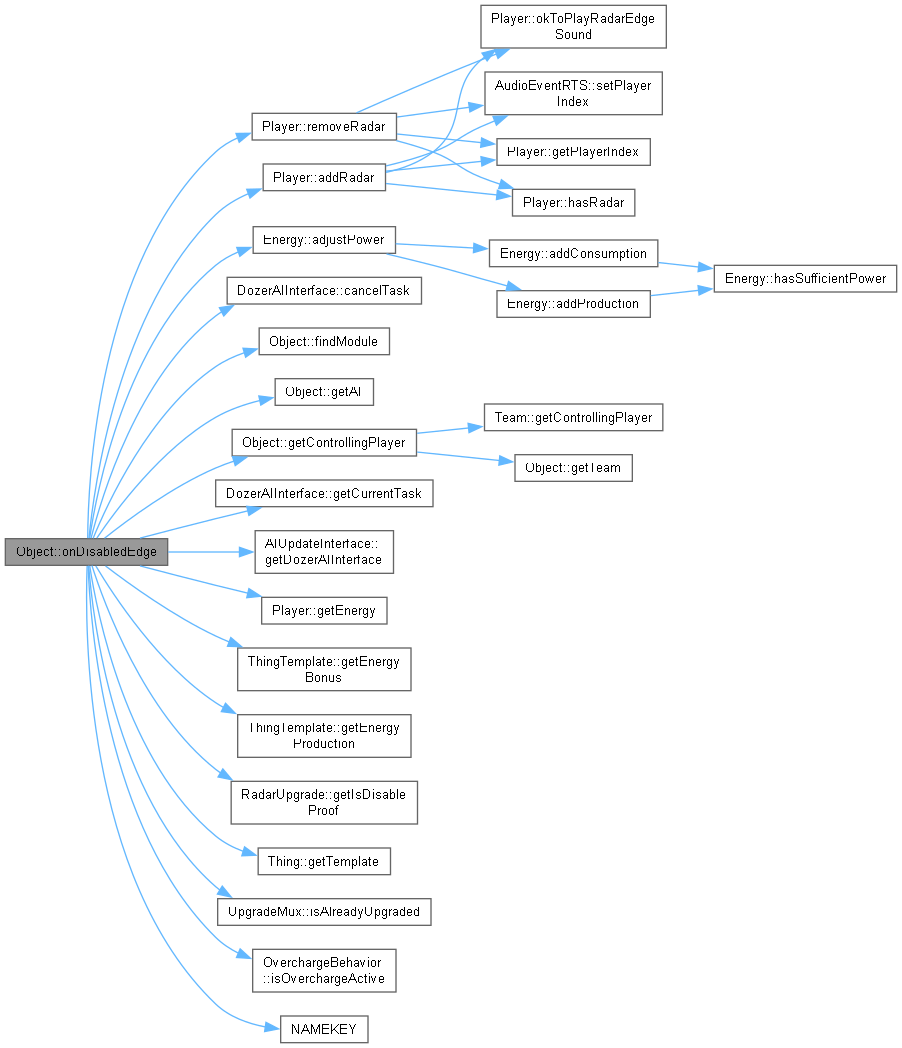 Player::okToPlayRadarEdge
Sound
AudioEventRTS::setPlayer
Index
Player::removeRadar
Player::getPlayerIndex
Player::addRadar
Player::hasRadar
Energy::adjustPower
Energy::addConsumption
Energy::hasSufficientPower
DozerAIInterface::cancelTask
Energy::addProduction
Object::findModule
Object::getAI
Team::getControllingPlayer
Object::getControllingPlayer
Object::getTeam
DozerAIInterface::getCurrentTask
Object::onDisabledEdge
AIUpdateInterface::
getDozerAIInterface
Player::getEnergy
ThingTemplate::getEnergy
Bonus
ThingTemplate::getEnergy
Production
RadarUpgrade::getIsDisable
Proof
Thing::getTemplate
UpgradeMux::isAlreadyUpgraded
OverchargeBehavior
::isOverchargeActive
NAMEKEY